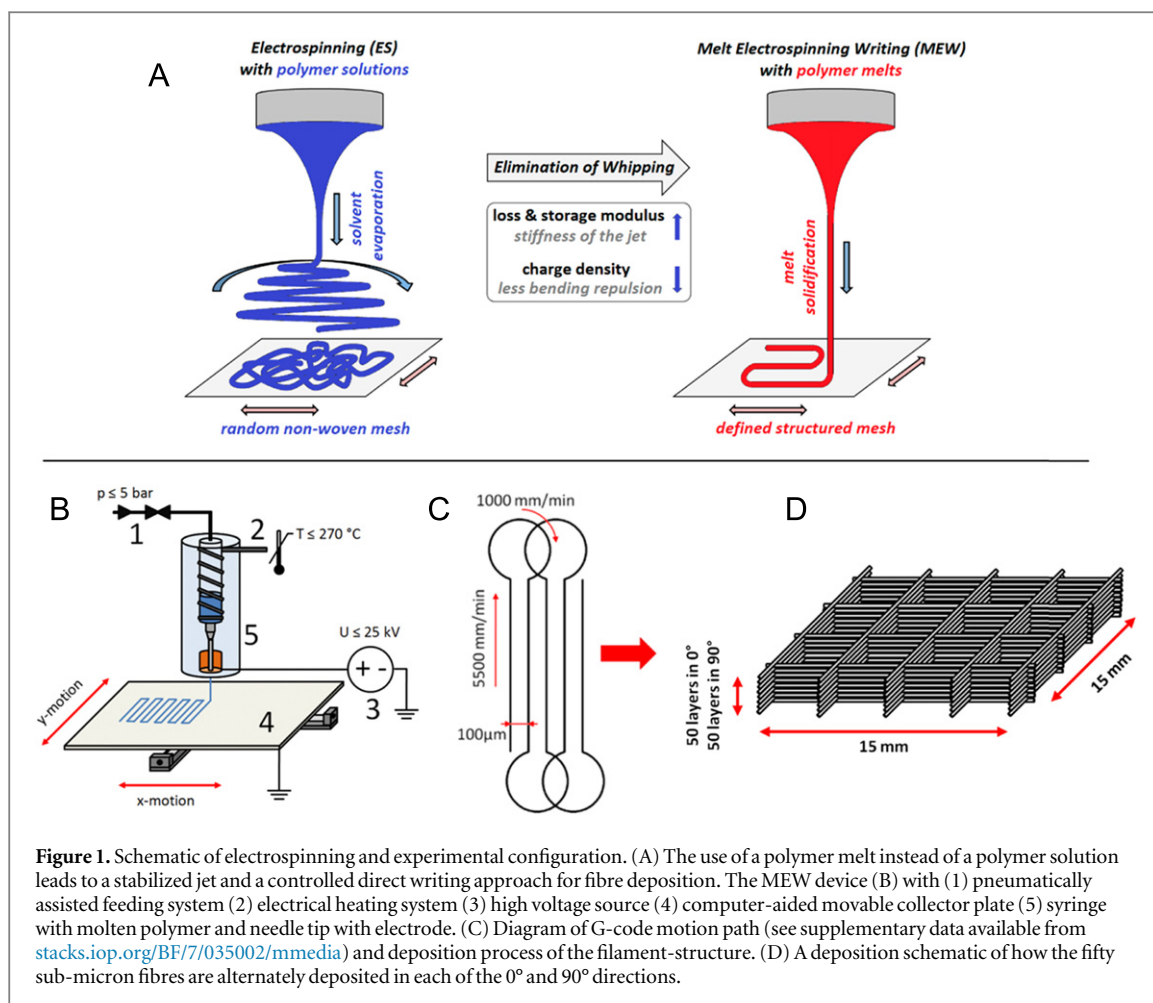 A
Electrospinning (ES)
with polymer solutions
solvent
evaporation
random non-woven mesh
Elimination of Whipping
loss & storage modulus
stiffness of the jet
charge density
less bending repulsion
Melt Electrospinning Writing (MEW)
with polymer melts
melt
solidification
defined structured mesh
B
p ≤ 5 bar
1
2
T ≤ 270 °C
5
U ≤ 25 kV
+ -
3
4
y-motion
x-motion
C
1000 mm/min
5500 mm/min
100µm
D
50 layers in 0°
50 layers in 90°
15 mm
15 mm
Figure 1. Schematic of electrospinning and experimental configuration. (A) The use of a polymer melt instead of a polymer solution
leads to a stabilized jet and a controlled direct writing approach for fibre deposition. The MEW device (B) with (1) pneumatically
assisted feeding system (2) electrical heating system (3) high voltage source (4) computer-aided movable collector plate (5) syringe
with molten polymer and needle tip with electrode. (C) Diagram of G-code motion path (see supplementary data available from
stacks.iop.org/BF/7/035002/mmedia) and deposition process of the filament-structure. (D) A deposition schematic of how the fifty
sub-micron fibres are alternately deposited in each of the 0° and 90° directions.